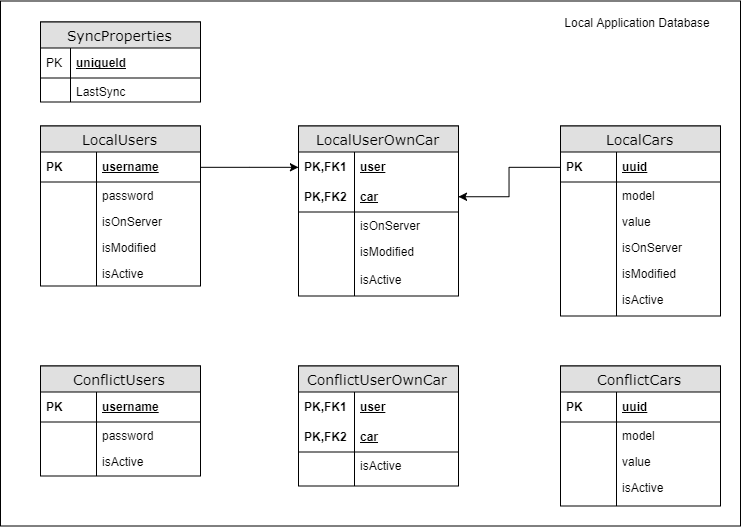 Local Application Database
SyncProperties
PK uniqueId
LastSync
LocalUsers
PK username
password
isOnServer
isModified
isActive
LocalUserOwnCar
PK,FK1 user
PK,FK2 car
isOnServer
isModified
isActive
LocalCars
PK uuid
model
value
isOnServer
isModified
isActive
ConflictUsers
PK username
password
isActive
ConflictUserOwnCar
PK,FK1 user
PK,FK2 car
isActive
ConflictCars
PK uuid
model
value
isActive